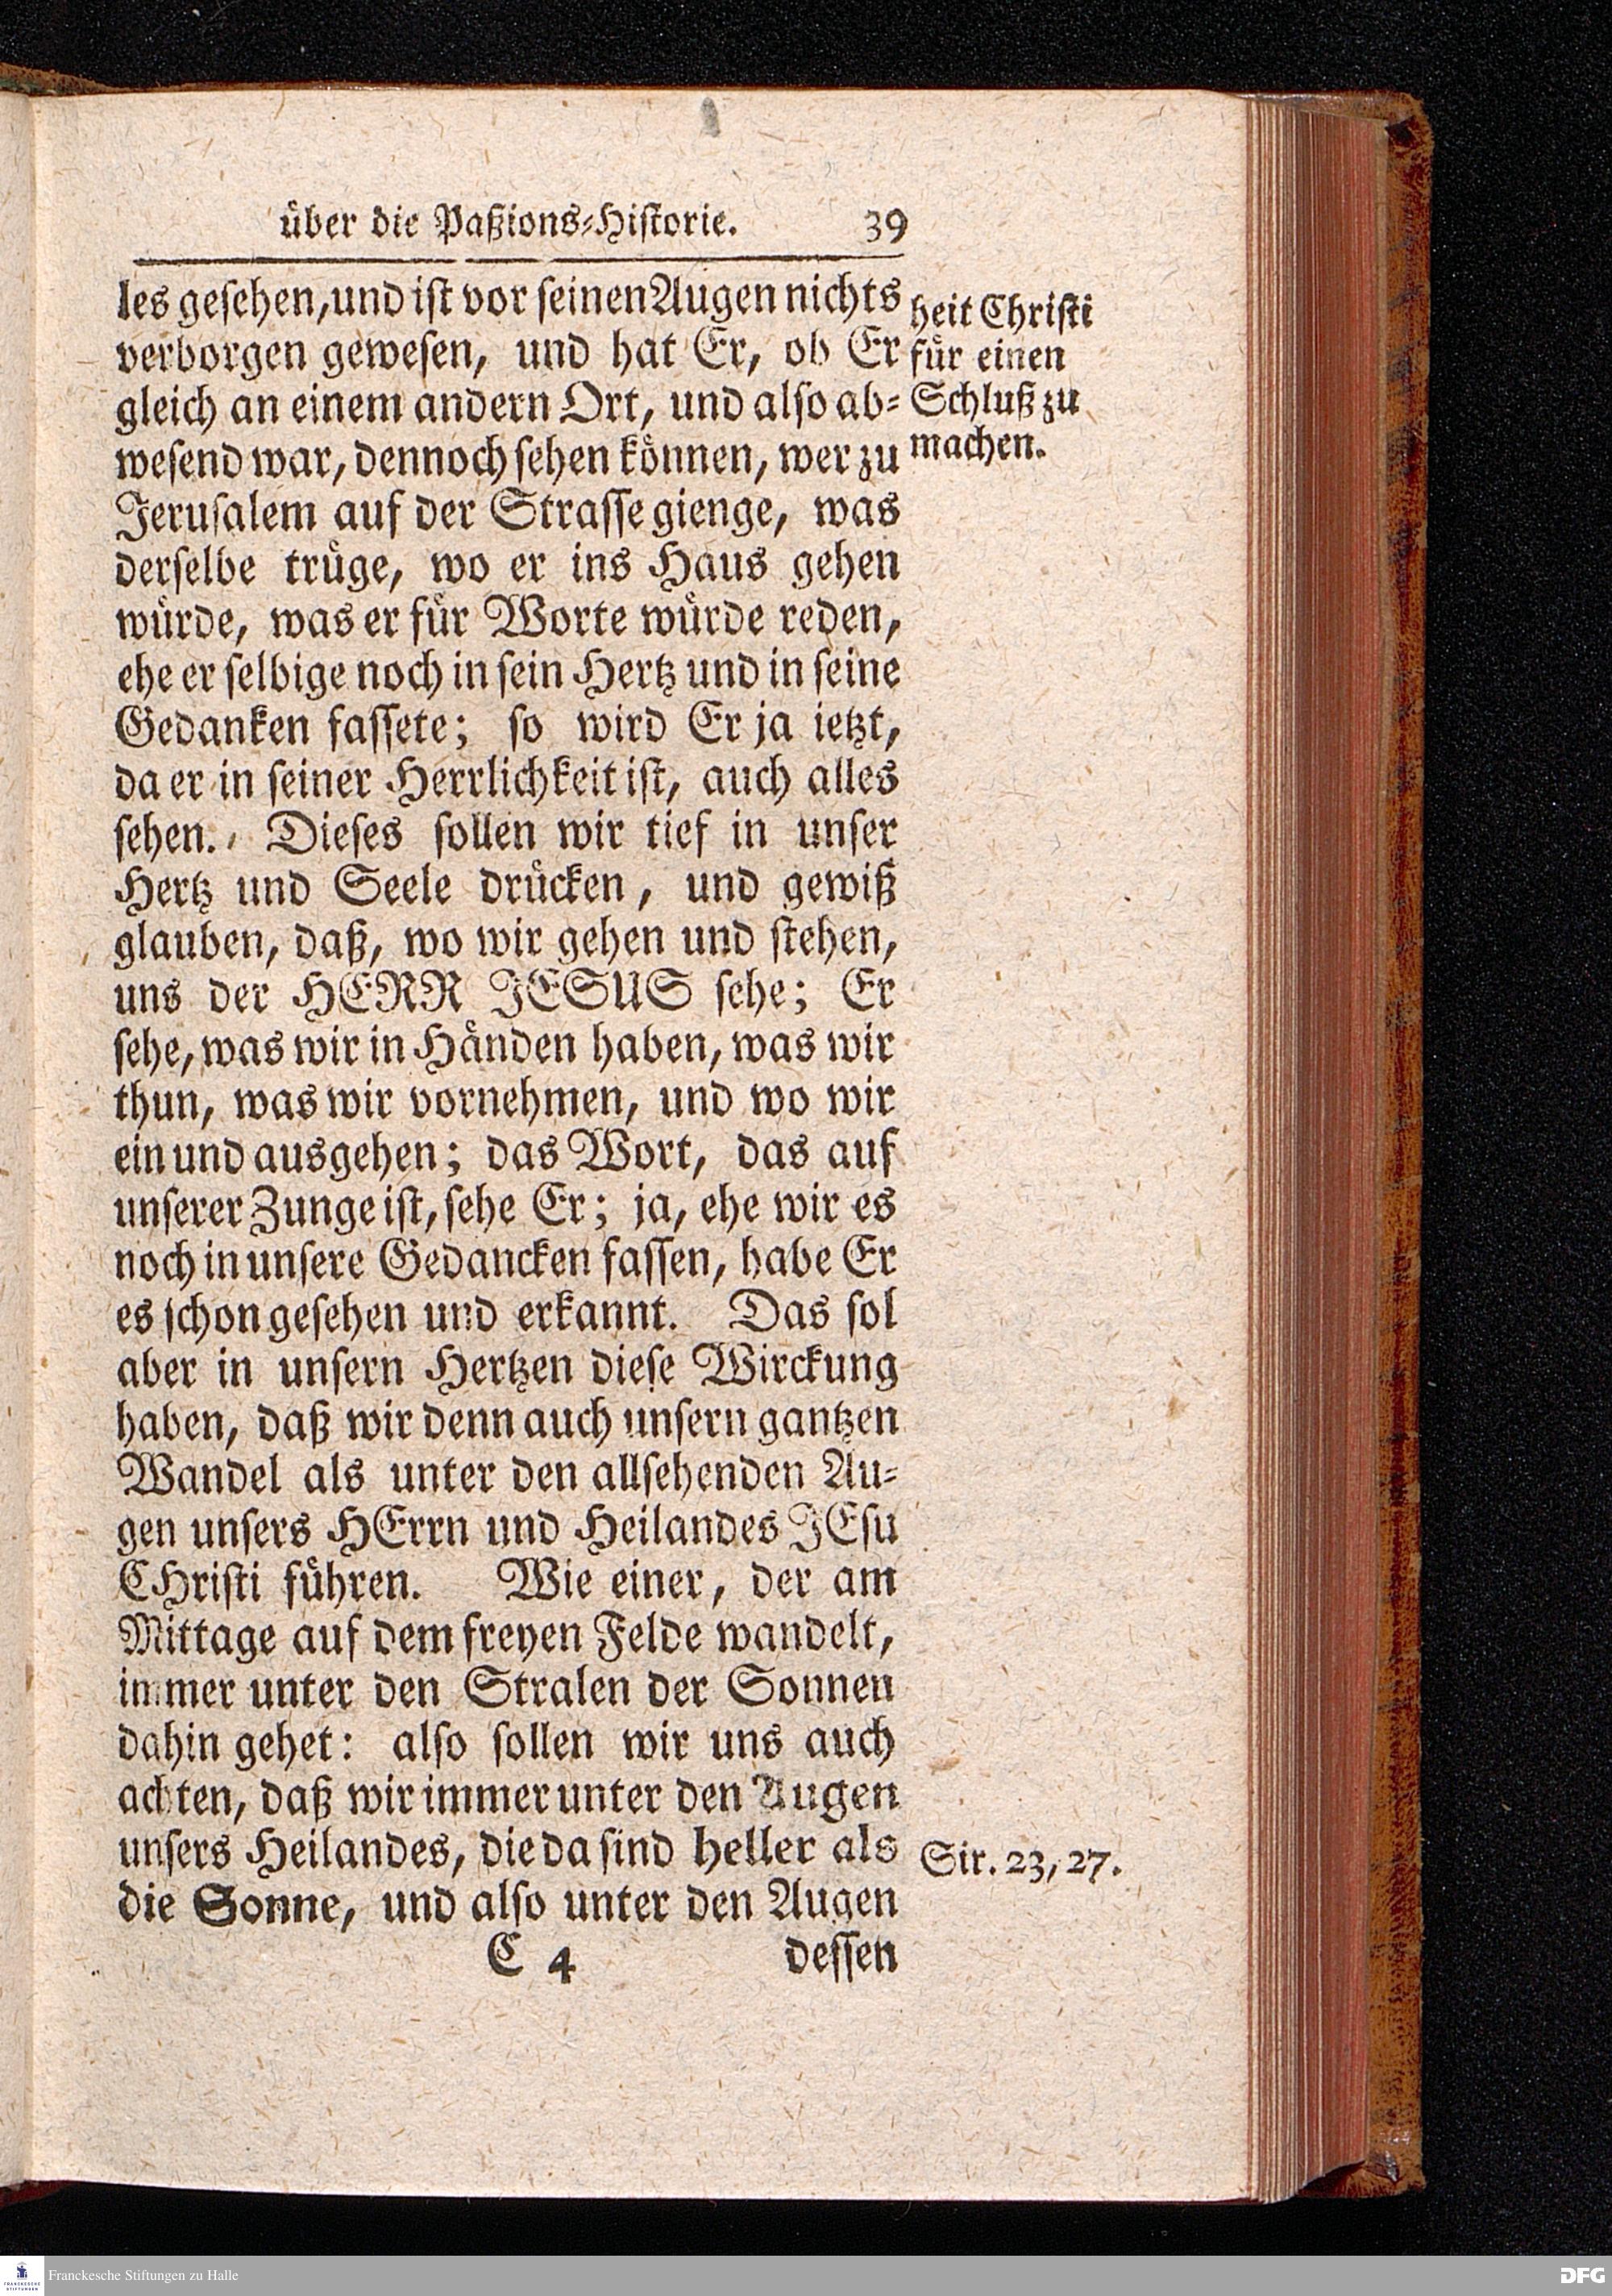 über die Paßions-Historie. 39
les gesehen, und ist vor seinen Augen nichts
verborgen gewesen, und hat Er, ob Er
gleich an einem andern Ort, und also ab-
wesend war, dennoch sehen können, wer zu
Jerusalem auf der Strasse gienge, was
derselbe trüge, wo er ins Haus gehen
würde, was er für Worte würde reden,
ehe er selbige noch in sein Hertz und in seine
Gedanken fassete; so wird Er ja ietzt,
da er in seiner Herrlichkeit ist, auch alles
sehen. Dieses sollen wir tief in unser
Hertz und Seele drücken, und gewiß
glauben, daß, wo wir gehen und stehen,
uns der HERR JESUS sehe; Er
sehe, was wir in Händen haben, was wir
thun, was wir vornehmen, und wo wir
ein und ausgehen; das Wort, das auf
unserer Zunge ist, sehe Er; ja, ehe wir es
noch in unsere Gedancken fassen, habe Er
es schon gesehen und erkannt. Das sol
aber in unsern Hertzen diese Wirckung
haben, daß wir denn auch unsern gantzen
Wandel als unter den allsehenden Au-
gen unsers HErrn und Heilandes JEsu
CHristi führen. Wie einer, der am
Mittage auf dem freyen Felde wandelt,
immer unter den Stralen der Sonnen
dahin gehet: also sollen wir uns auch
achten, daß wir immer unter den Augen
unsers Heilandes, die da sind heller als
die Sonne, und also unter den Augen
C 4 dessen
heit Christi
für einen
Schluß zu
machen.
Sir. 23, 27.
FRANCKESCHE
STIFTUNGEN
Franckesche Stiftungen zu Halle
DFG